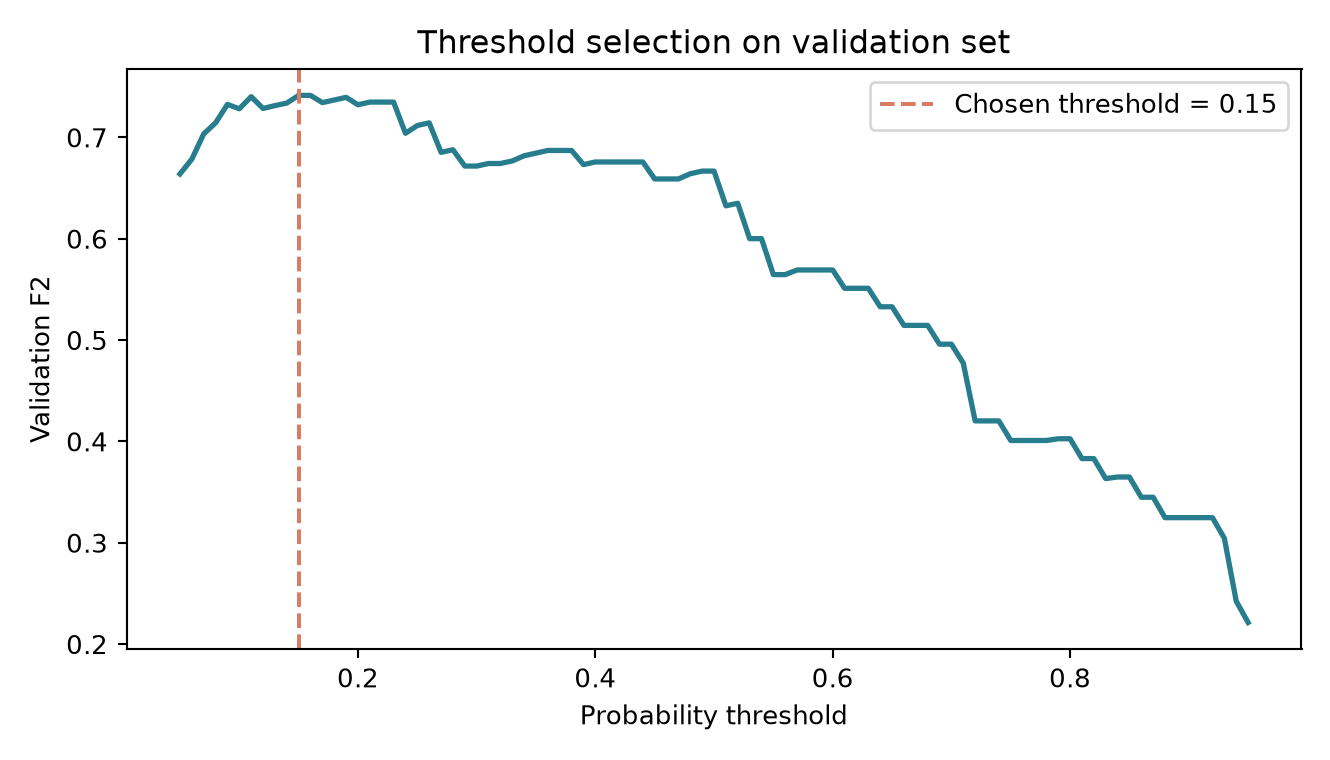 Threshold selection on validation set
Chosen threshold = 0.15
Validation F2
0.7
0.6
0.5
0.4
0.3
0.2
0.2
0.4
0.6
0.8
Probability threshold